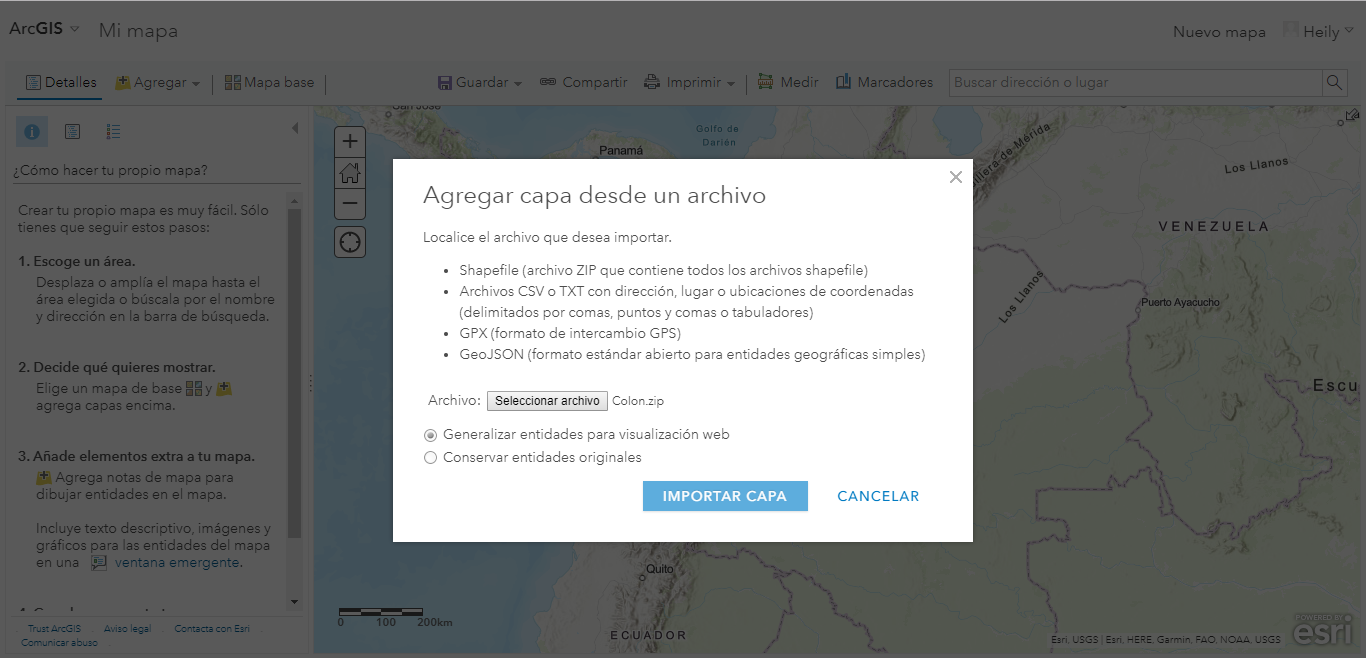 ArcGIS Mi mapa Nuevo mapa Heily
Detalles Agregar Mapa base Guardar Compartir Imprimir Medir Marcadores Buscar dirección o lugar
¿Cómo hacer tu propio mapa?
Crear tu propio mapa es muy fácil. Sólo
tienes que seguir estos pasos:
1. Escoge un área.
Desplaza o amplía el mapa hasta el
área elegida o búscala por el nombre
y dirección en la barra de búsqueda.
2. Decide qué quieres mostrar.
Elige un mapa de base y
agrega capas encima.
3. Añade elementos extra a tu mapa.
Agrega notas de mapa para
dibujar entidades en el mapa.
Incluye texto descriptivo, imágenes y
gráficos para las entidades del mapa
en una ventana emergente.
Trust ArcGIS Aviso legal Contacta con Esri
Comunicar abuso
San José
Golfo de
Darién
Panamá
illera de Mérida
Los Llanos
VENEZUELA
Los Llanos
Puerto Ayacucho
Escu
Agregar capa desde un archivo
Localice el archivo que desea importar.
• Shapefile (archivo ZIP que contiene todos los archivos shapefile)
• Archivos CSV o TXT con dirección, lugar o ubicaciones de coordenadas
(delimitados por comas, puntos y comas o tabuladores)
• GPX (formato de intercambio GPS)
• GeoJSON (formato estándar abierto para entidades geográficas simples)
Archivo: Seleccionar archivo Colon.zip
Generalizar entidades para visualización web
Conservar entidades originales
IMPORTAR CAPA CANCELAR
Quito
0 100 200km
ECUADOR
Esri, USGS | Esri, HERE, Garmin, FAO, NOAA, USGS
POWERED BY
esri